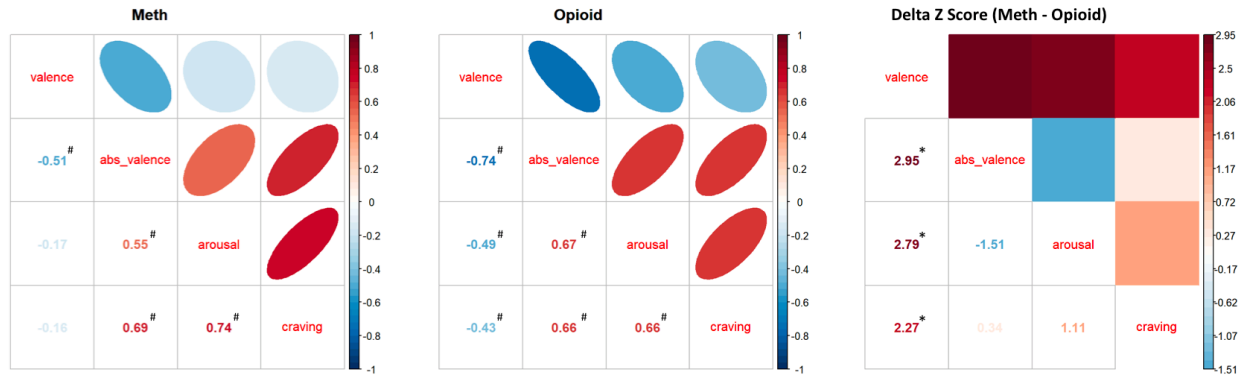 Meth
valence
-0.51 # abs_valence
-0.17 0.55 # arousal
-0.16 0.69 # 0.74 # craving
1
0.8
0.6
0.4
0.2
0
-0.2
-0.4
-0.6
-0.8
-1
Opioid
valence
-0.74 # abs_valence
-0.49 # 0.67 # arousal
-0.43 # 0.66 # 0.66 # craving
1
0.8
0.6
0.4
0.2
0
-0.2
-0.4
-0.6
-0.8
-1
Delta Z Score (Meth - Opioid)
valence
2.95 * abs_valence
2.79 * -1.51 arousal
2.27 * 0.34 1.11 craving
2.95
2.5
2.06
1.61
1.17
0.72
0.27
-0.17
-0.62
-1.07
-1.51